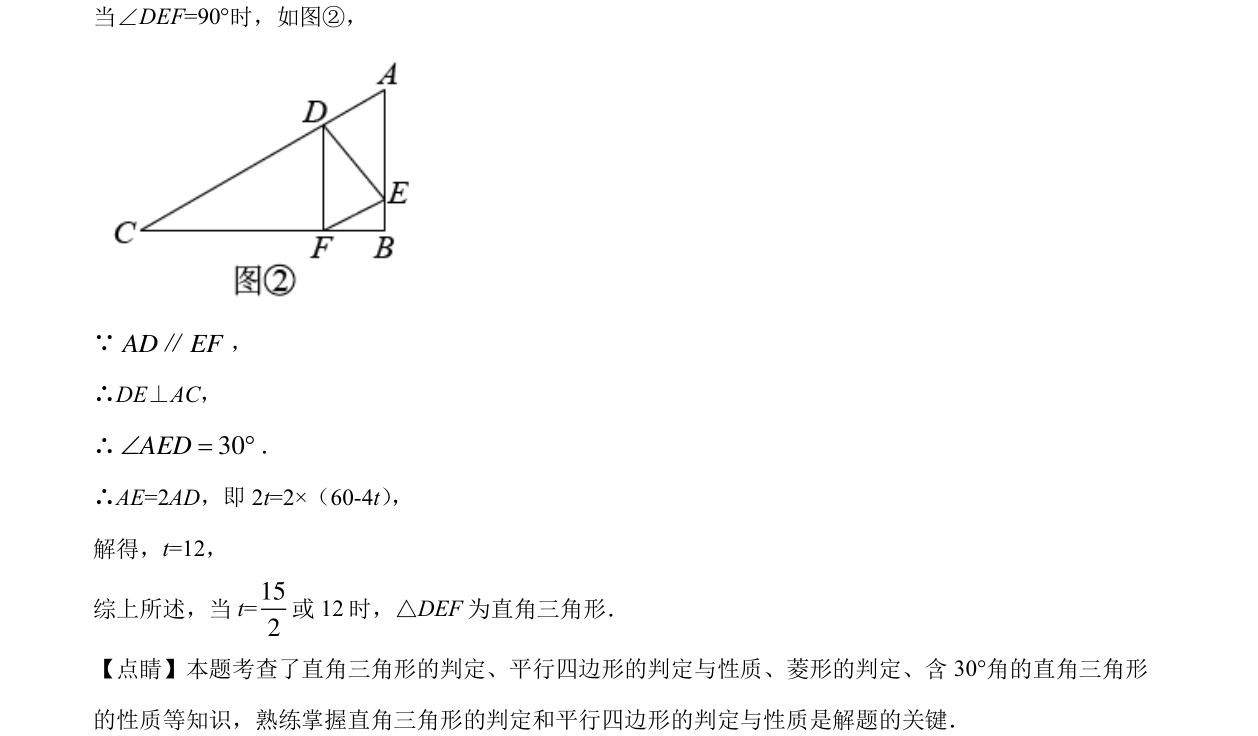 当∠DEF=90°时，如图②，
A
D
E
C
F
B
图②
∵ AD∥EF，
∴DE⊥AC，
∴∠AED=30°．
∴AE=2AD，即 2t=2×（60-4t），
解得，t=12，
综上所述，当 t=15/2 或 12 时，△DEF 为直角三角形．
【点睛】本题考查了直角三角形的判定、平行四边形的判定与性质、菱形的判定、含 30°角的直角三角形
的性质等知识，熟练掌握直角三角形的判定和平行四边形的判定与性质是解题的关键．